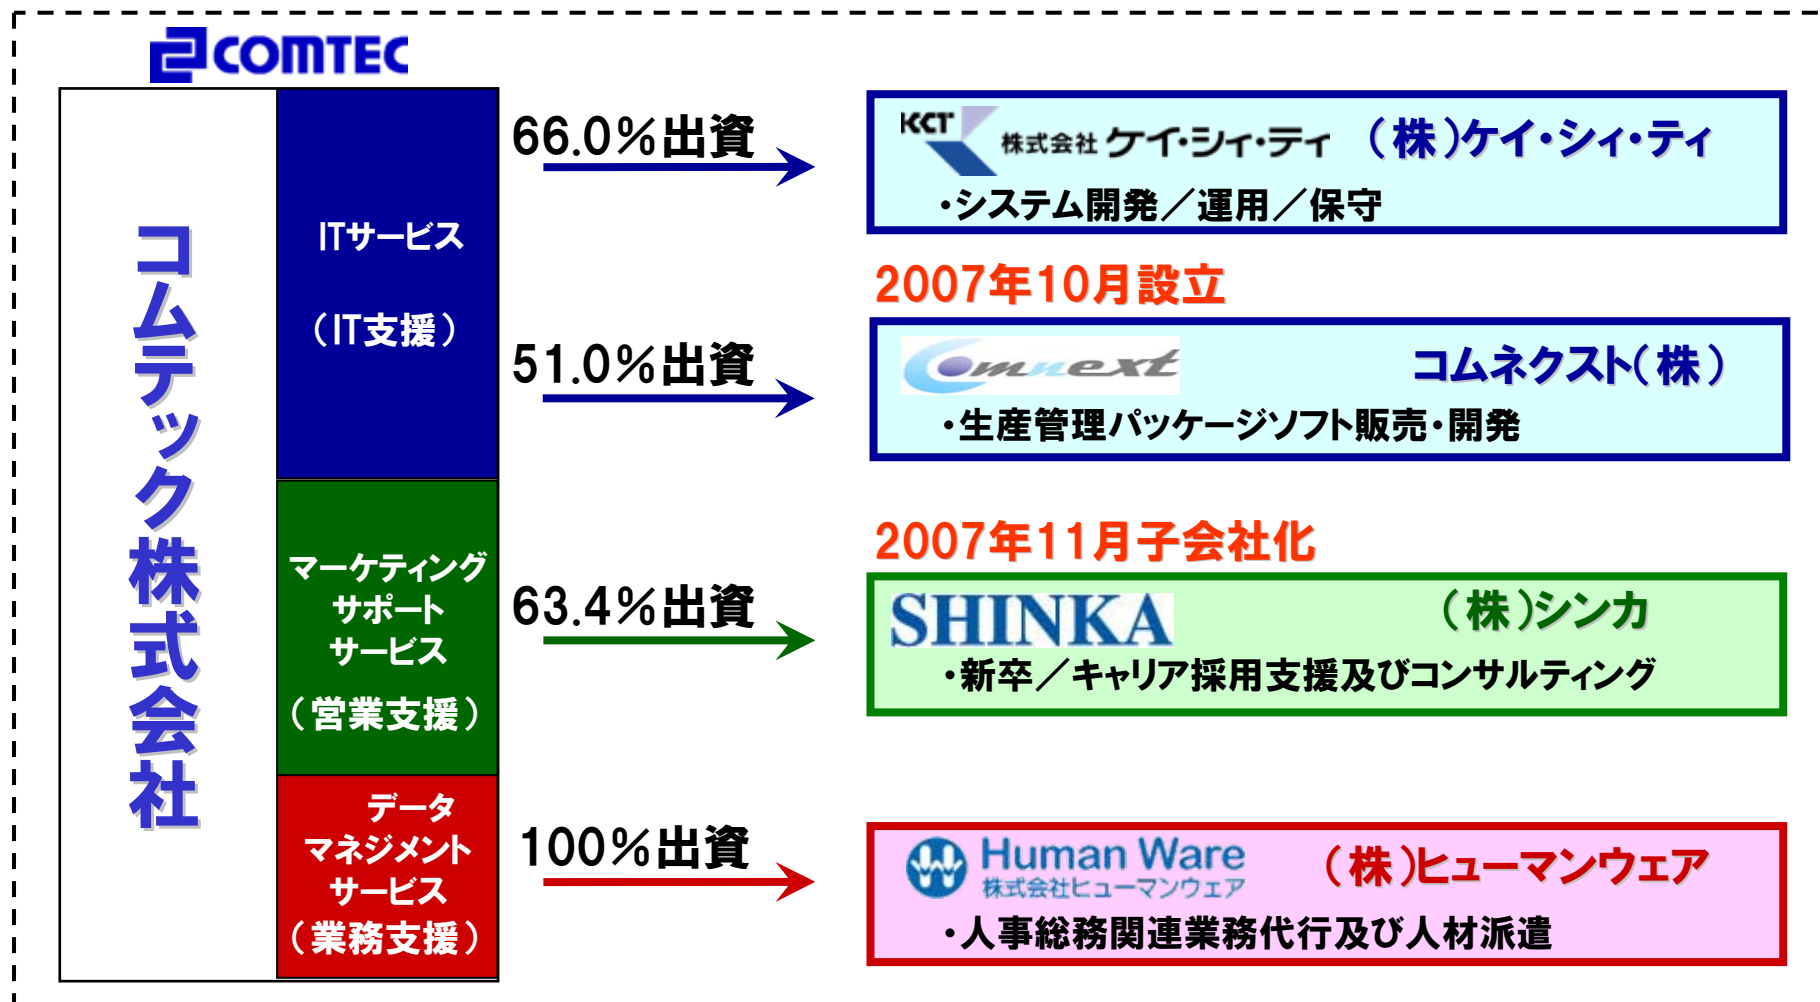 COMTEC
コムテック株式会社
ITサービス
（IT支援）
マーケティング
サポート
サービス
（営業支援）
データ
マネジメント
サービス
（業務支援）
66.0％出資
KCT 株式会社 ケイ・シィ・ティ （株）ケイ・シィ・ティ
・システム開発／運用／保守
2007年10月設立
51.0％出資
Comnext コムネクスト（株）
・生産管理パッケージソフト販売・開発
2007年11月子会社化
63.4％出資
SHINKA （株）シンカ
・新卒／キャリア採用支援及びコンサルティング
100％出資
Human Ware （株）ヒューマンウェア
株式会社ヒューマンウェア
・人事総務関連業務代行及び人材派遣